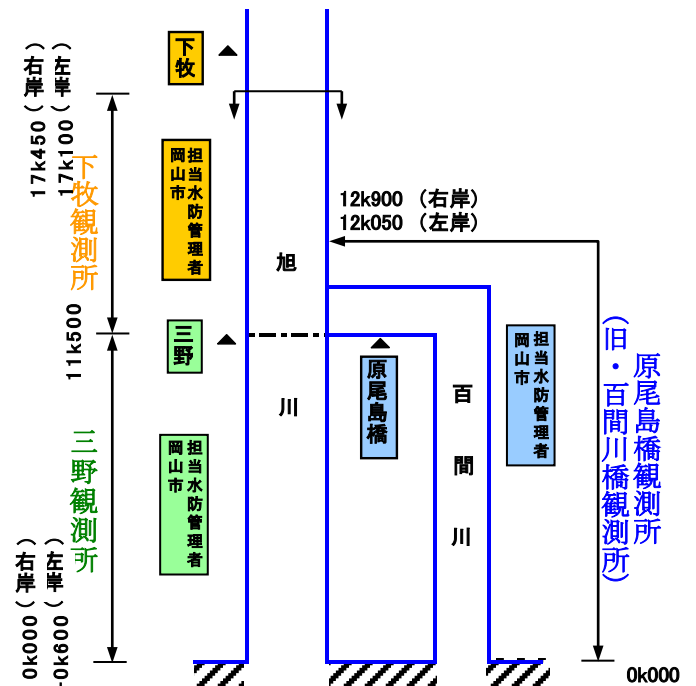 下牧
17k450（右岸）
17k100（左岸）
下牧観測所
担当水防管理者
岡山市
12k900（右岸）
12k050（左岸）
旭川
11k500
三野
原尾島橋
百間川
担当水防管理者
岡山市
原尾島橋観測所
（旧・百間川橋観測所）
三野観測所
担当水防管理者
岡山市
0k000（右岸）
-0k600（左岸）
0k000